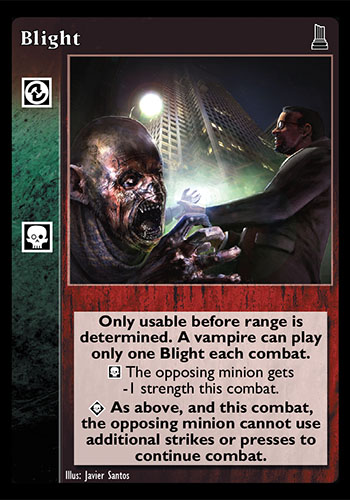 Blight
Only usable before range is
determined. A vampire can play
only one Blight each combat.
The opposing minion gets
-1 strength this combat.
As above, and this combat,
the opposing minion cannot use
additional strikes or presses to
continue combat.
Illus: Javier Santos